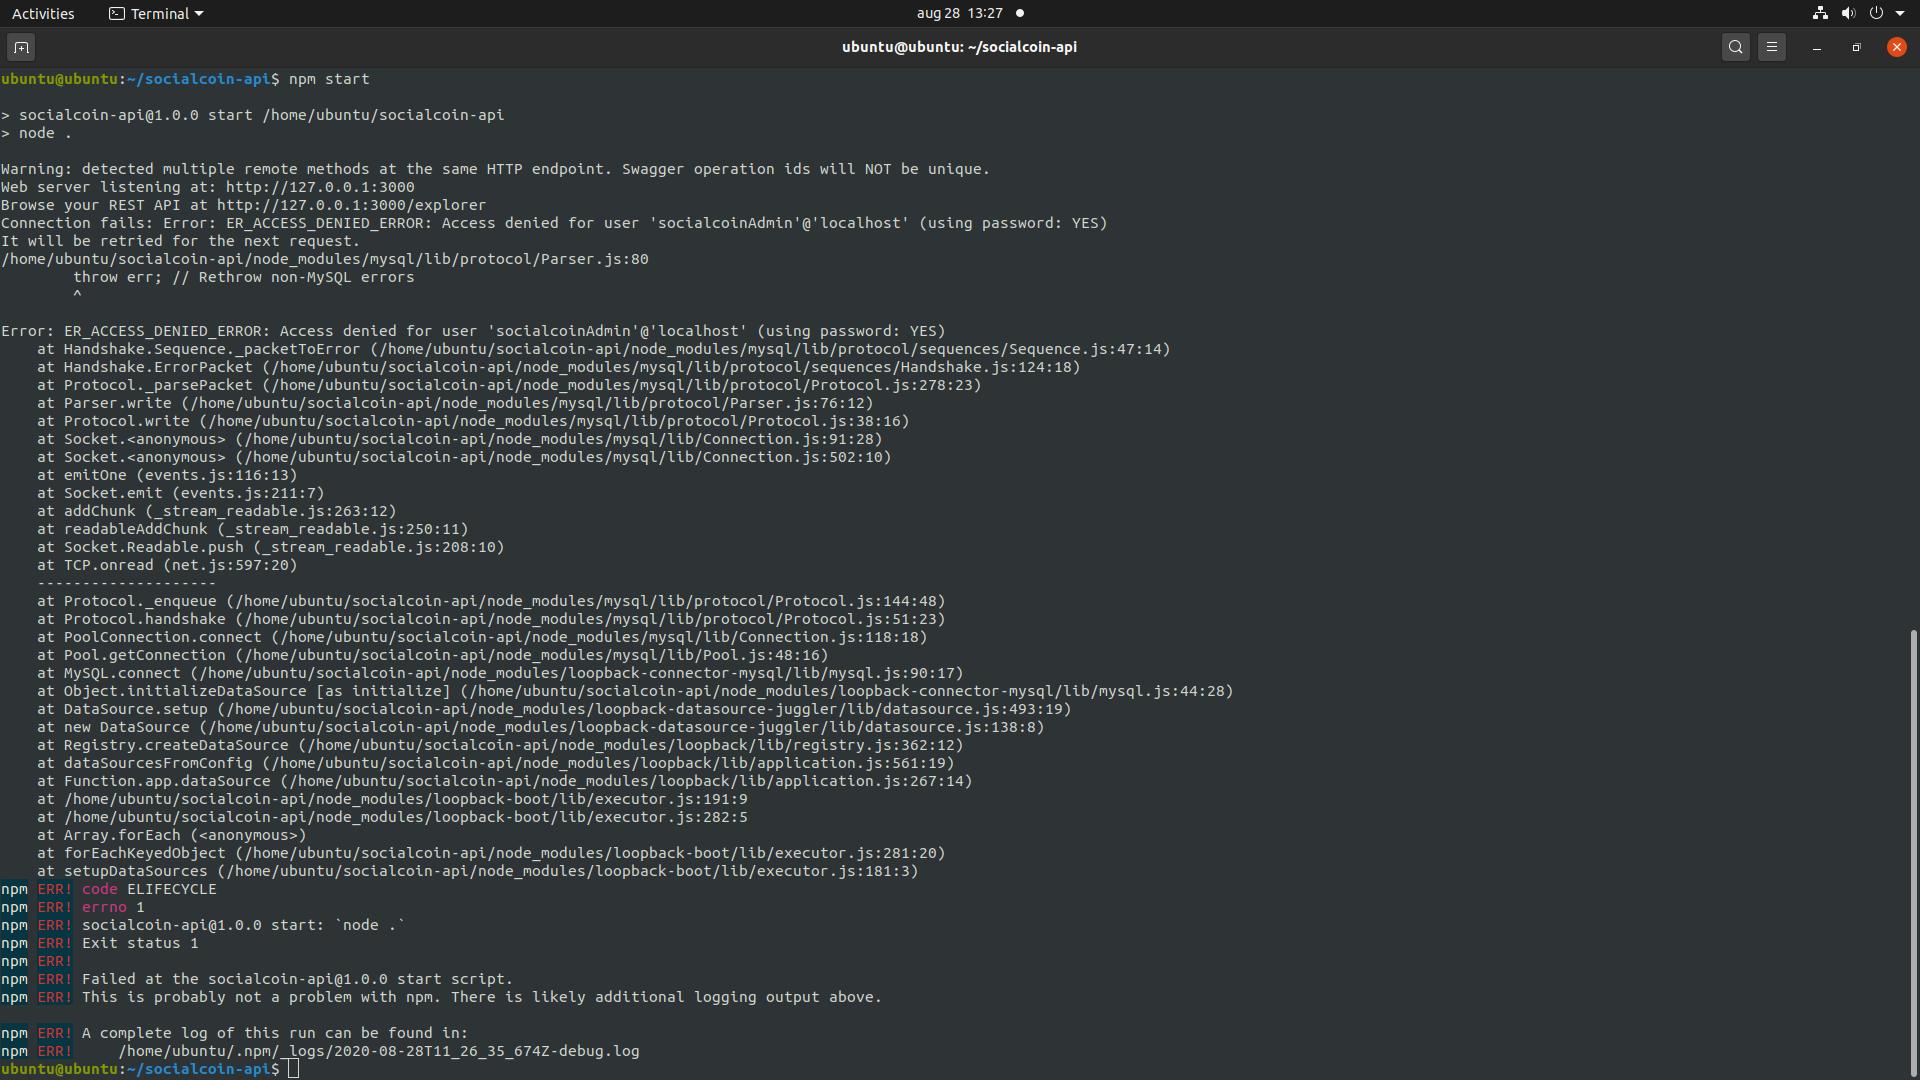 Activities Terminal aug 28 13:27
ubuntu@ubuntu: ~/socialcoin-api
ubuntu@ubuntu:~/socialcoin-api$ npm start
> socialcoin-api@1.0.0 start /home/ubuntu/socialcoin-api
> node .
Warning: detected multiple remote methods at the same HTTP endpoint. Swagger operation ids will NOT be unique.
Web server listening at: http://127.0.0.1:3000
Browse your REST API at http://127.0.0.1:3000/explorer
Connection fails: Error: ER_ACCESS_DENIED_ERROR: Access denied for user 'socialcoinAdmin'@'localhost' (using password: YES)
It will be retried for the next request.
/home/ubuntu/socialcoin-api/node_modules/mysql/lib/protocol/Parser.js:80
        throw err; // Rethrow non-MySQL errors
        ^
Error: ER_ACCESS_DENIED_ERROR: Access denied for user 'socialcoinAdmin'@'localhost' (using password: YES)
    at Handshake.Sequence._packetToError (/home/ubuntu/socialcoin-api/node_modules/mysql/lib/protocol/sequences/Sequence.js:47:14)
    at Handshake.ErrorPacket (/home/ubuntu/socialcoin-api/node_modules/mysql/lib/protocol/sequences/Handshake.js:124:18)
    at Protocol._parsePacket (/home/ubuntu/socialcoin-api/node_modules/mysql/lib/protocol/Protocol.js:278:23)
    at Parser.write (/home/ubuntu/socialcoin-api/node_modules/mysql/lib/protocol/Parser.js:76:12)
    at Protocol.write (/home/ubuntu/socialcoin-api/node_modules/mysql/lib/protocol/Protocol.js:38:16)
    at Socket.<anonymous> (/home/ubuntu/socialcoin-api/node_modules/mysql/lib/Connection.js:91:28)
    at Socket.<anonymous> (/home/ubuntu/socialcoin-api/node_modules/mysql/lib/Connection.js:502:10)
    at emitOne (events.js:116:13)
    at Socket.emit (events.js:211:7)
    at addChunk (_stream_readable.js:263:12)
    at readableAddChunk (_stream_readable.js:250:11)
    at Socket.Readable.push (_stream_readable.js:208:10)
    at TCP.onread (net.js:597:20)
    --------------------
    at Protocol._enqueue (/home/ubuntu/socialcoin-api/node_modules/mysql/lib/protocol/Protocol.js:144:48)
    at Protocol.handshake (/home/ubuntu/socialcoin-api/node_modules/mysql/lib/protocol/Protocol.js:51:23)
    at PoolConnection.connect (/home/ubuntu/socialcoin-api/node_modules/mysql/lib/Connection.js:118:18)
    at Pool.getConnection (/home/ubuntu/socialcoin-api/node_modules/mysql/lib/Pool.js:48:16)
    at MySQL.connect (/home/ubuntu/socialcoin-api/node_modules/loopback-connector-mysql/lib/mysql.js:90:17)
    at Object.initializeDataSource [as initialize] (/home/ubuntu/socialcoin-api/node_modules/loopback-connector-mysql/lib/mysql.js:44:28)
    at DataSource.setup (/home/ubuntu/socialcoin-api/node_modules/loopback-datasource-juggler/lib/datasource.js:493:19)
    at new DataSource (/home/ubuntu/socialcoin-api/node_modules/loopback-datasource-juggler/lib/datasource.js:138:8)
    at Registry.createDataSource (/home/ubuntu/socialcoin-api/node_modules/loopback/lib/registry.js:362:12)
    at dataSourcesFromConfig (/home/ubuntu/socialcoin-api/node_modules/loopback/lib/application.js:561:19)
    at Function.app.dataSource (/home/ubuntu/socialcoin-api/node_modules/loopback/lib/application.js:267:14)
    at /home/ubuntu/socialcoin-api/node_modules/loopback-boot/lib/executor.js:191:9
    at /home/ubuntu/socialcoin-api/node_modules/loopback-boot/lib/executor.js:282:5
    at Array.forEach (<anonymous>)
    at forEachKeyedObject (/home/ubuntu/socialcoin-api/node_modules/loopback-boot/lib/executor.js:281:20)
    at setupDataSources (/home/ubuntu/socialcoin-api/node_modules/loopback-boot/lib/executor.js:181:3)
npm ERR! code ELIFECYCLE
npm ERR! errno 1
npm ERR! socialcoin-api@1.0.0 start: `node .`
npm ERR! Exit status 1
npm ERR!
npm ERR! Failed at the socialcoin-api@1.0.0 start script.
npm ERR! This is probably not a problem with npm. There is likely additional logging output above.
npm ERR! A complete log of this run can be found in:
npm ERR!     /home/ubuntu/.npm/_logs/2020-08-28T11_26_35_674Z-debug.log
ubuntu@ubuntu:~/socialcoin-api$